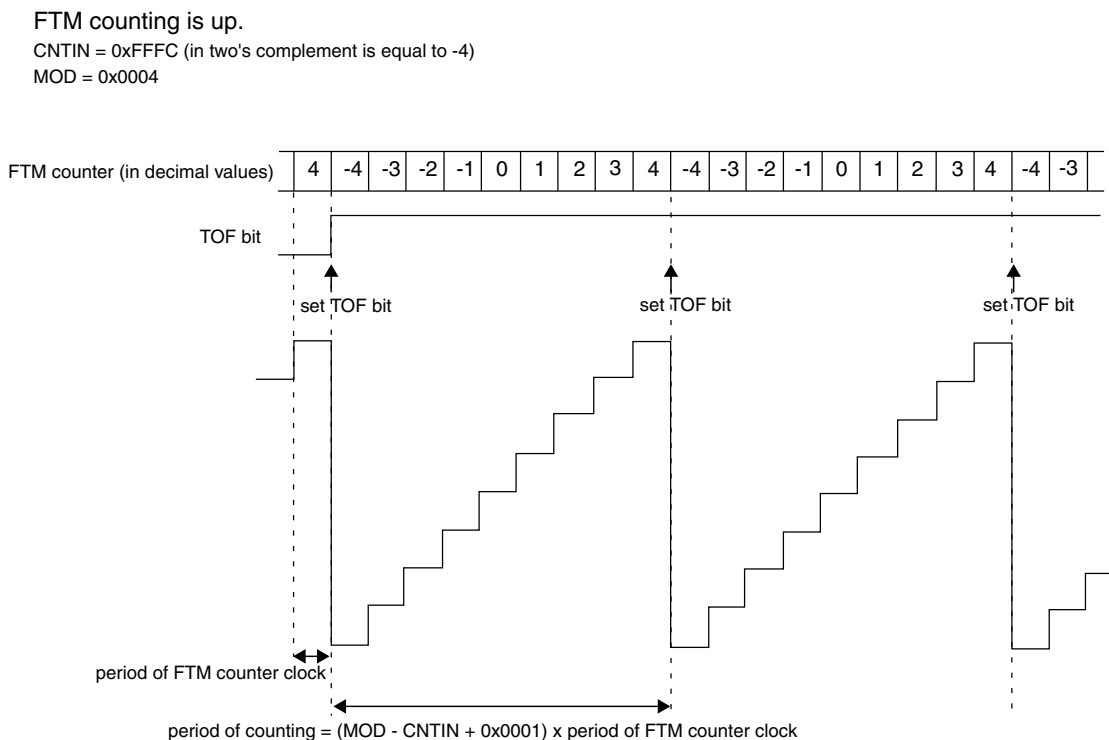 FTM counting is up.
CNTIN = 0xFFFC (in two's complement is equal to -4)
MOD = 0x0004
FTM counter (in decimal values) 4 -4 -3 -2 -1 0 1 2 3 4 -4 -3 -2 -1 0 1 2 3 4 -4 -3
TOF bit
set TOF bit set TOF bit set TOF bit
period of FTM counter clock
period of counting = (MOD - CNTIN + 0x0001) x period of FTM counter clock